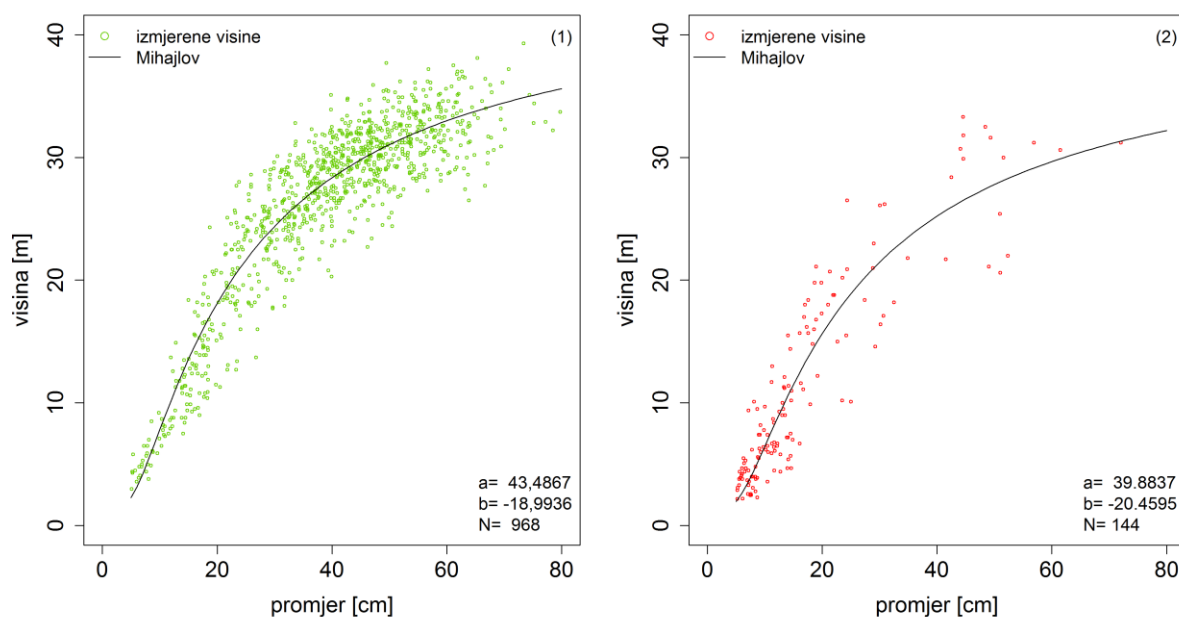 izmjerene visine
Mihajlov
(1)
visina [m]
40
30
20
10
0
a= 43,4867
b= -18,9936
N= 968
0 20 40 60 80
promjer [cm]
izmjerene visine
Mihajlov
(2)
visina [m]
40
30
20
10
0
a= 39.8837
b= -20.4595
N= 144
0 20 40 60 80
promjer [cm]